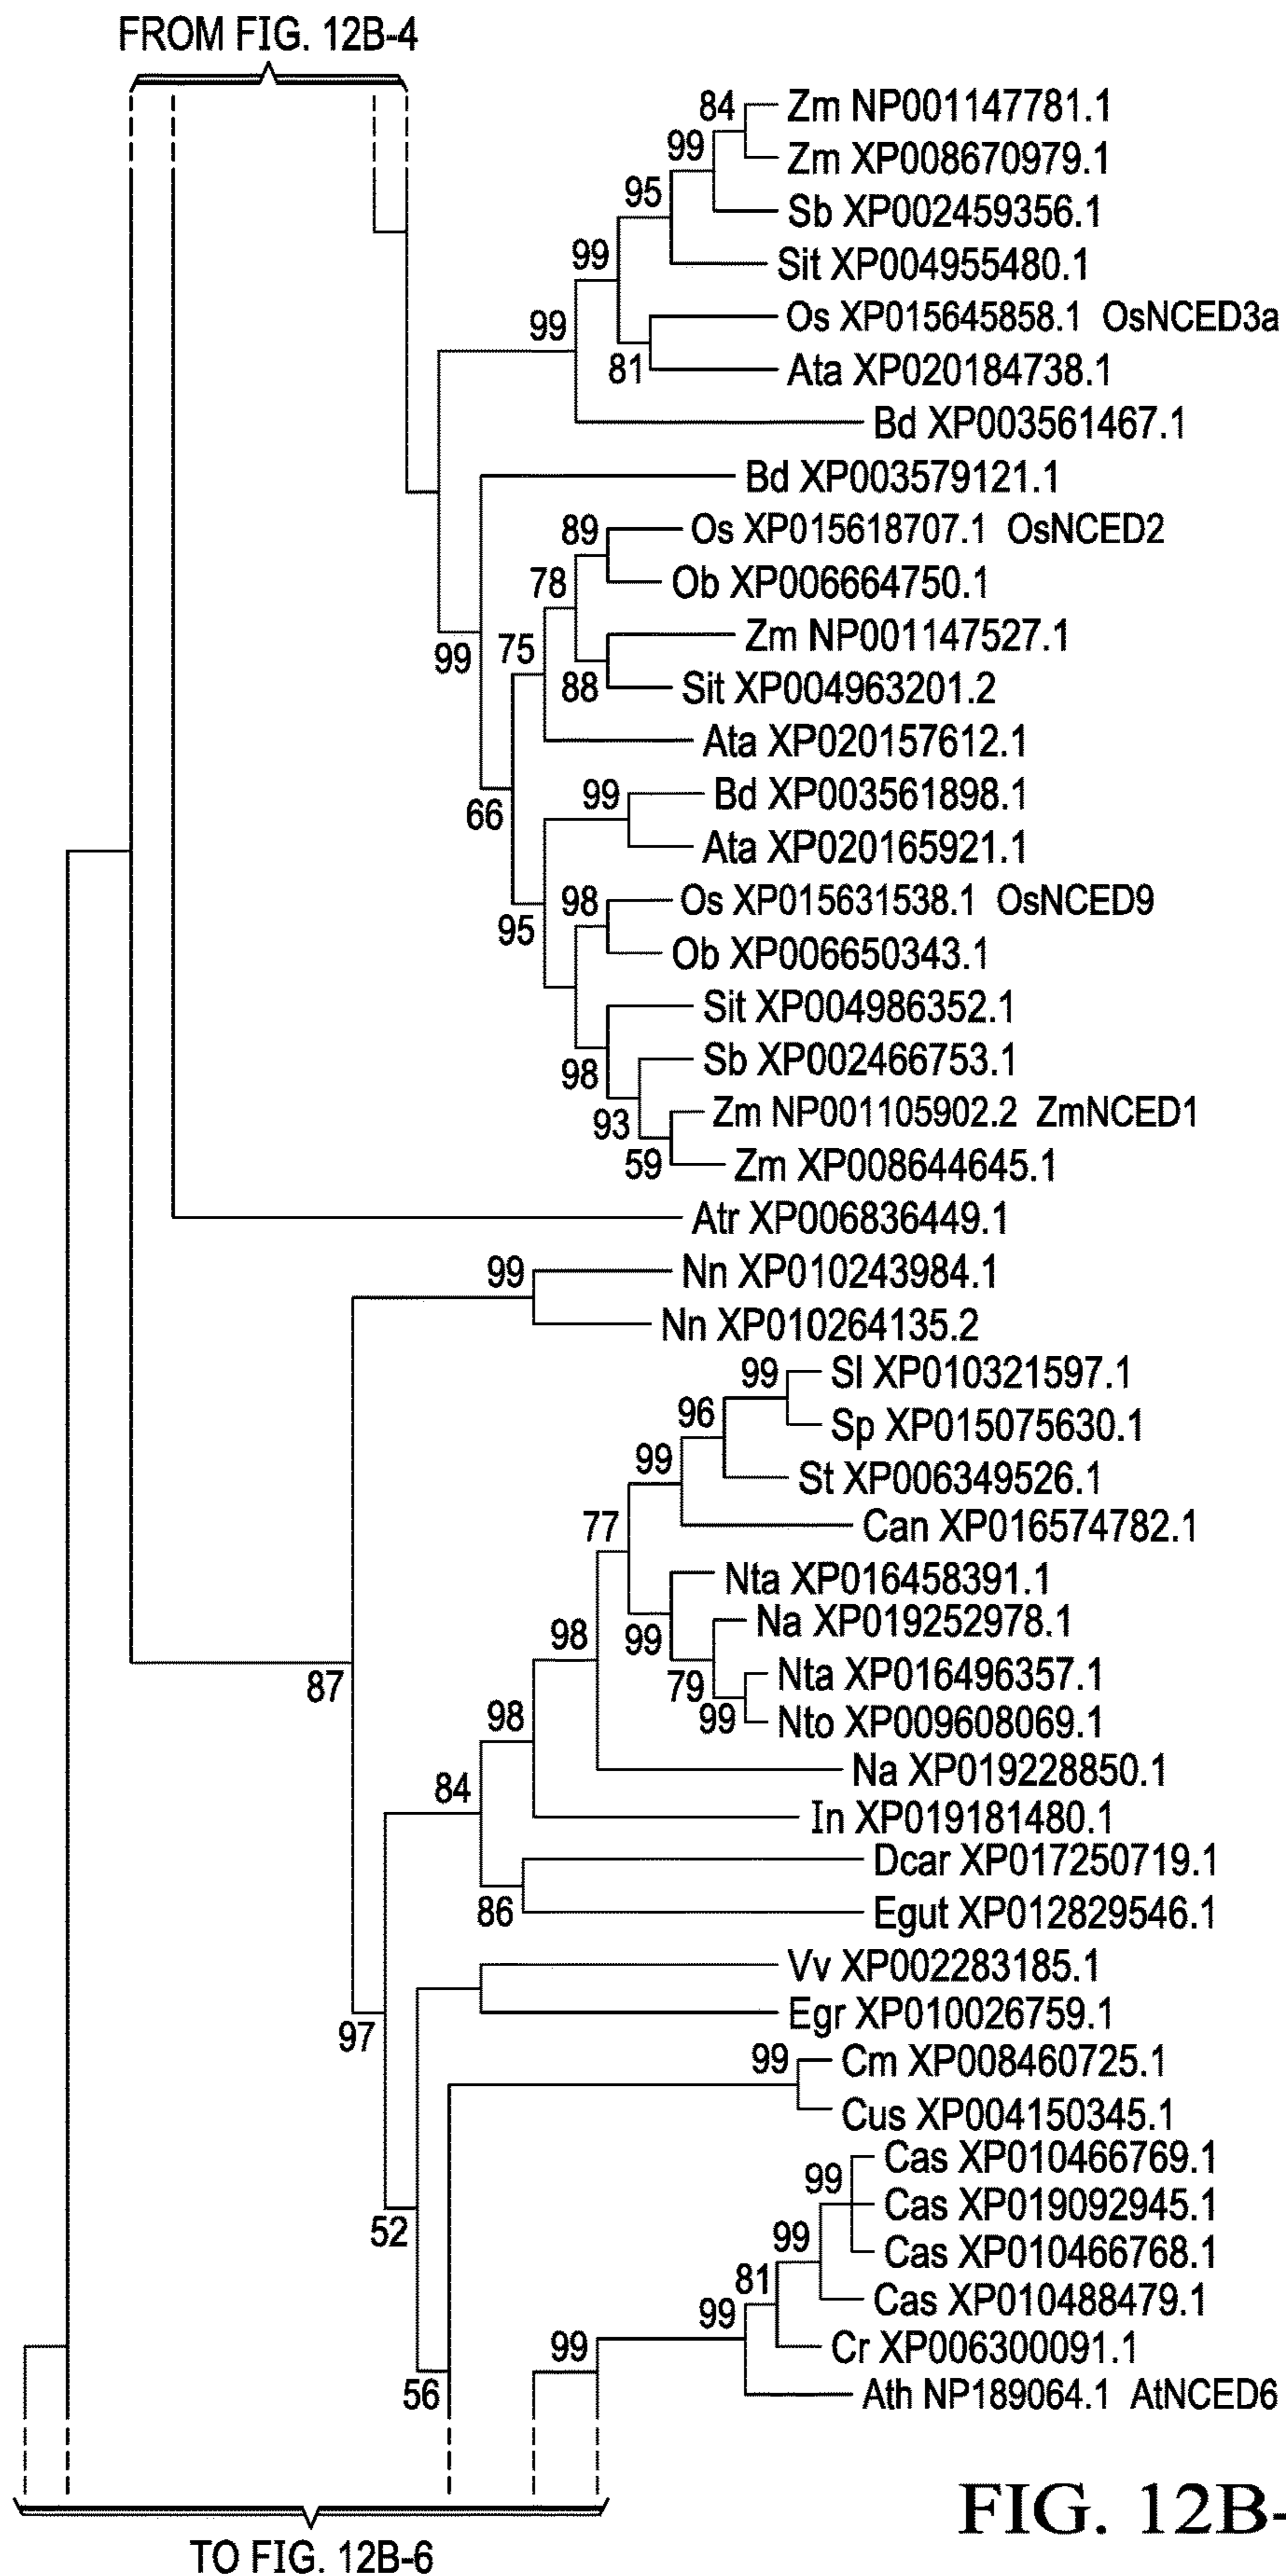 FROM FIG. 12B-4
84
Zm NP001147781.1
99
Zm XP008670979.1
95
Sb XP002459356.1
99
Sit XP004955480.1
99
Os XP015645858.1 OsNCED3a
81
Ata XP020184738.1
Bd XP003561467.1
Bd XP003579121.1
89
Os XP015618707.1 OsNCED2
78
Ob XP006664750.1
75
Zm NP001147527.1
99
88
Sit XP004963201.2
Ata XP020157612.1
66
99
Bd XP003561898.1
Ata XP020165921.1
98
Os XP015631538.1 OsNCED9
95
Ob XP006650343.1
Sit XP004986352.1
98
Sb XP002466753.1
93
Zm NP001105902.2 ZmNCED1
59
Zm XP008644645.1
Atr XP006836449.1
99
Nn XP010243984.1
Nn XP010264135.2
99
Sl XP010321597.1
96
Sp XP015075630.1
99
St XP006349526.1
77
Can XP016574782.1
Nta XP016458391.1
98
99
Na XP019252978.1
87
79
Nta XP016496357.1
98
99
Nto XP009608069.1
84
Na XP019228850.1
In XP019181480.1
Dcar XP017250719.1
86
Egut XP012829546.1
Vv XP002283185.1
97
Egr XP010026759.1
99
Cm XP008460725.1
Cus XP004150345.1
99
Cas XP010466769.1
52
Cas XP019092945.1
99
Cas XP010466768.1
81
Cas XP010488479.1
99
99
Cr XP006300091.1
56
Ath NP189064.1 AtNCED6
FIG. 12B-
TO FIG. 12B-6